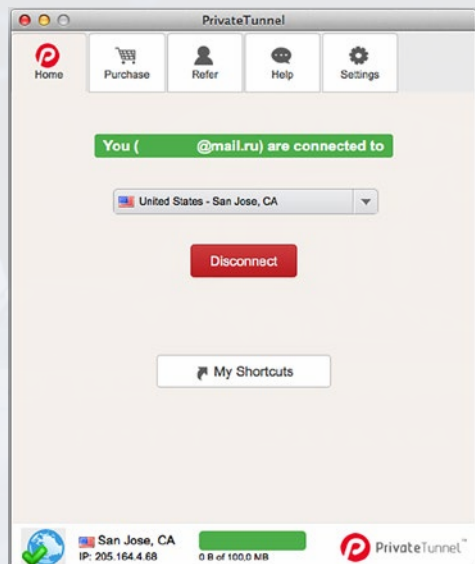 PrivateTunnel
Home Purchase Refer Help Settings
You ( @mail.ru) are connected to
United States - San Jose, CA
Disconnect
My Shortcuts
San Jose, CA
IP: 205.164.4.68
0 B of 100,0 MB
PrivateTunnel™